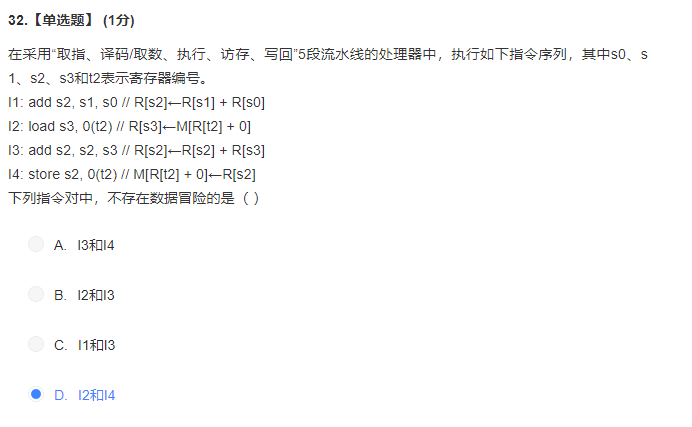 32.【单选题】 (1分)
在采用“取指、译码/取数、执行、访存、写回”5段流水线的处理器中，执行如下指令序列，其中s0、s
1、s2、s3和t2表示寄存器编号。
I1: add s2, s1, s0 // R[s2]←R[s1] + R[s0]
I2: load s3, 0(t2) // R[s3]←M[R[t2] + 0]
I3: add s2, s2, s3 // R[s2]←R[s2] + R[s3]
I4: store s2, 0(t2) // M[R[t2] + 0]←R[s2]
下列指令对中，不存在数据冒险的是（ ）
A. I3和I4
B. I2和I3
C. I1和I3
D. I2和I4